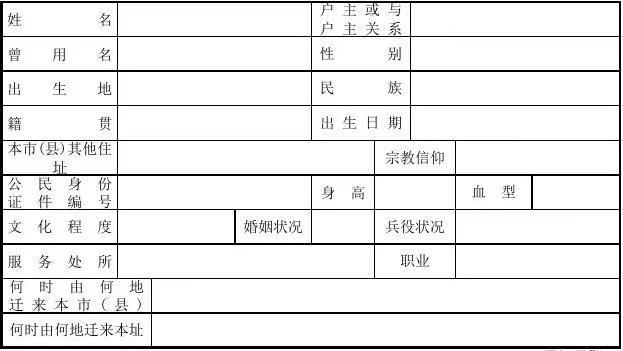 姓 名 户主或与户主关系
曾用名 性别
出生地 民族
籍贯 出生日期
本市(县)其他住址 宗教信仰
公民身份证件编号 身高 血型
文化程度 婚姻状况 兵役状况
服务处所 职业
何时由何地迁来本市(县)
何时由何地迁来本址